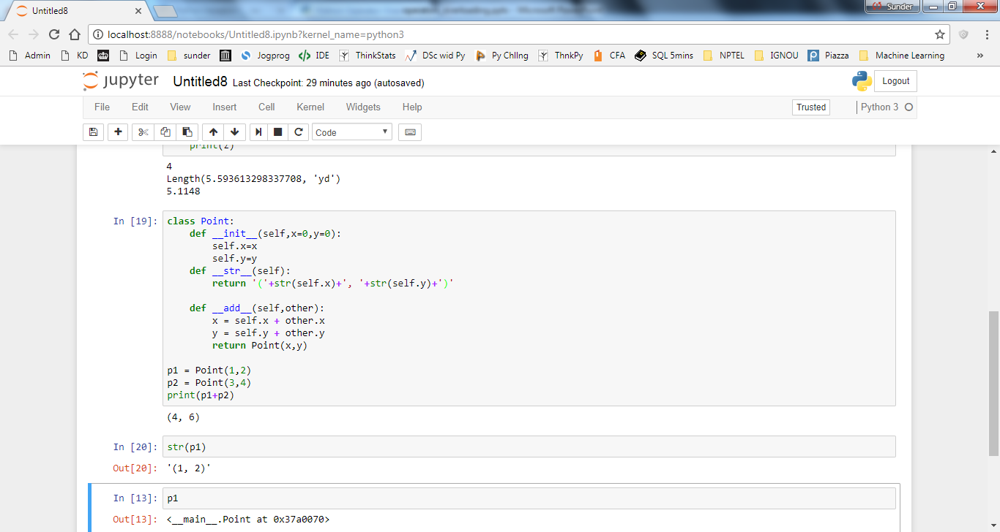 Untitled8
Sunder
localhost:8888/notebooks/Untitled8.ipynb?kernel_name=python3
Admin KD Login sunder Jogprog IDE ThinkStats DSc wid Py Py Chllng ThnkPy CFA SQL 5mins NPTEL IGNOU Piazza Machine Learning »
jupyter Untitled8 Last Checkpoint: 29 minutes ago (autosaved) Logout
File Edit View Insert Cell Kernel Widgets Help Trusted Python 3
Code
print(z)
4
Length(5.593613298337708, 'yd')
5.1148
In [19]: class Point:
    def __init__(self,x=0,y=0):
        self.x=x
        self.y=y
    def __str__(self):
        return '('+str(self.x)+', '+str(self.y)+')'
    def __add__(self,other):
        x = self.x + other.x
        y = self.y + other.y
        return Point(x,y)
p1 = Point(1,2)
p2 = Point(3,4)
print(p1+p2)
(4, 6)
In [20]: str(p1)
Out[20]: '(1, 2)'
In [13]: p1
Out[13]: <__main__.Point at 0x37a0070>